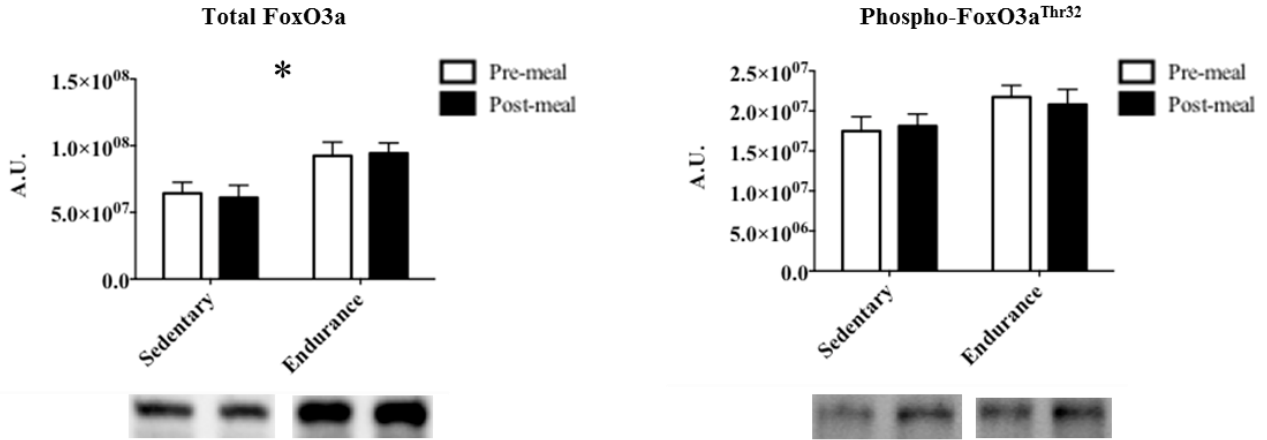 Total FoxO3a
*
1.5×10⁰⁸
1.0×10⁰⁸
5.0×10⁰⁷
0.0
A.U.
Pre-meal
Post-meal
Sedentary
Endurance
Phospho-FoxO3aᵀʰʳ³²
2.5×10⁰⁷
2.0×10⁰⁷
1.5×10⁰⁷
1.0×10⁰⁷
5.0×10⁰⁶
0.0
A.U.
Pre-meal
Post-meal
Sedentary
Endurance